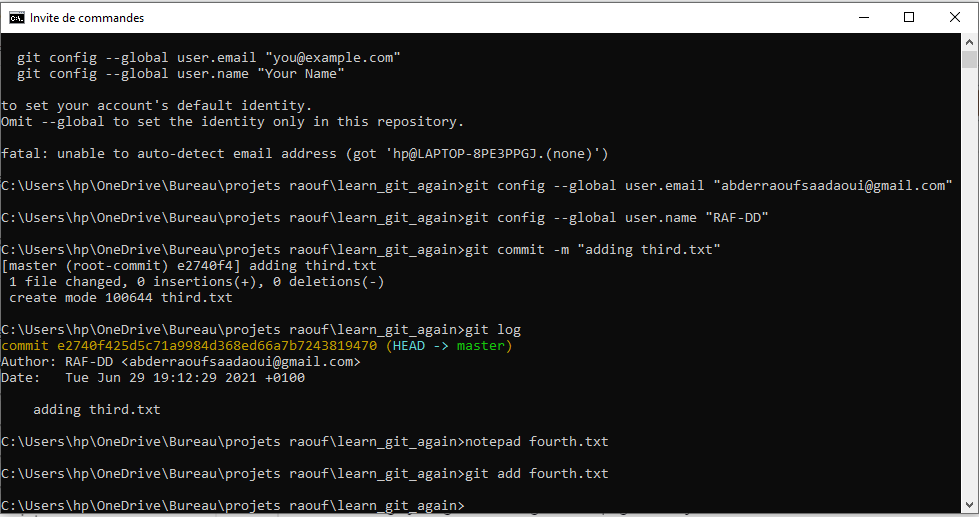 Invite de commandes
git config --global user.email "you@example.com"
git config --global user.name "Your Name"
to set your account's default identity.
Omit --global to set the identity only in this repository.
fatal: unable to auto-detect email address (got 'hp@LAPTOP-8PE3PPGJ.(none)')
C:\Users\hp\OneDrive\Bureau\projets raouf\learn_git_again>git config --global user.email "abderraoufsaadaoui@gmail.com"
C:\Users\hp\OneDrive\Bureau\projets raouf\learn_git_again>git config --global user.name "RAF-DD"
C:\Users\hp\OneDrive\Bureau\projets raouf\learn_git_again>git commit -m "adding third.txt"
[master (root-commit) e2740f4] adding third.txt
 1 file changed, 0 insertions(+), 0 deletions(-)
 create mode 100644 third.txt
C:\Users\hp\OneDrive\Bureau\projets raouf\learn_git_again>git log
commit e2740f425d5c71a9984d368ed66a7b7243819470 (HEAD -> master)
Author: RAF-DD <abderraoufsaadaoui@gmail.com>
Date:   Tue Jun 29 19:12:29 2021 +0100
    adding third.txt
C:\Users\hp\OneDrive\Bureau\projets raouf\learn_git_again>notepad fourth.txt
C:\Users\hp\OneDrive\Bureau\projets raouf\learn_git_again>git add fourth.txt
C:\Users\hp\OneDrive\Bureau\projets raouf\learn_git_again>